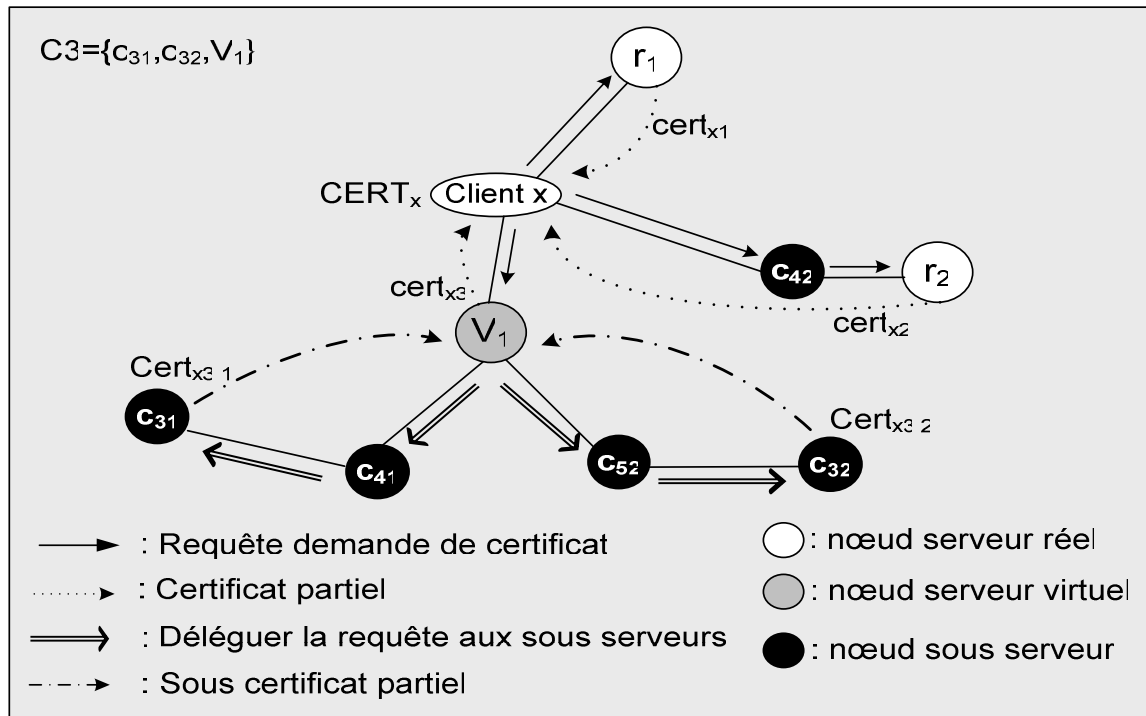 C3={c31,c32,V1}
r1
certx1
CERTx
Client x
c42
r2
certx3
certx2
V1
Certx3 1
Certx3 2
c31
c41
c52
c32
: Requête demande de certificat
: Certificat partiel
: Déléguer la requête aux sous serveurs
: Sous certificat partiel
: nœud serveur réel
: nœud serveur virtuel
: nœud sous serveur